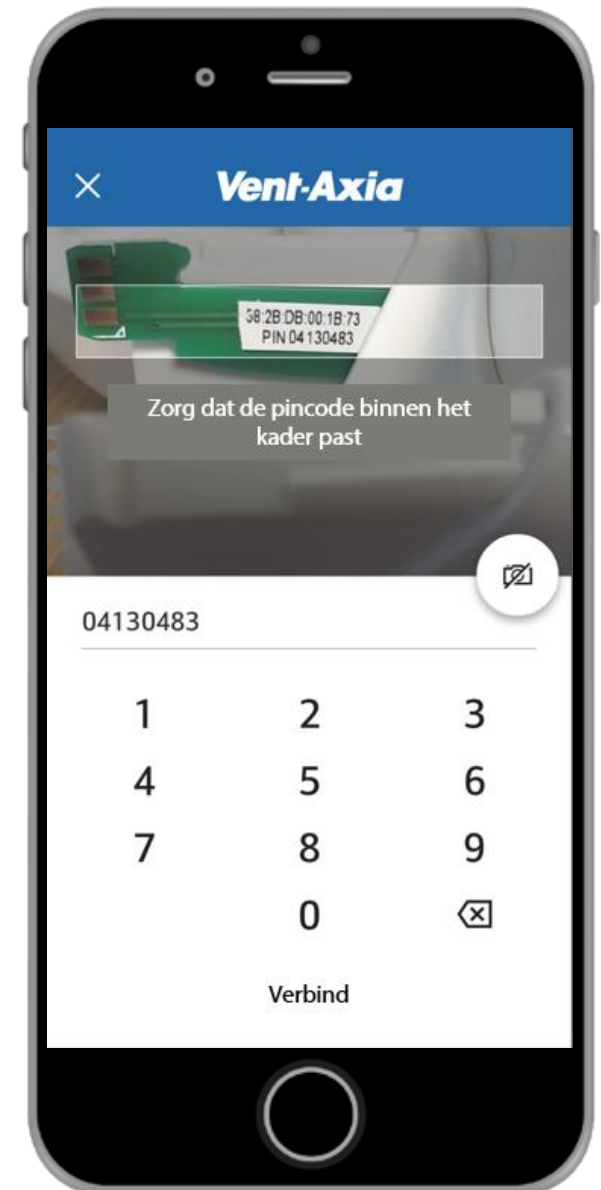 Vent-Axia
58:2B:DB:00:1B:73
PIN 04130483
Zorg dat de pincode binnen het
kader past
04130483
1 2 3
4 5 6
7 8 9
0
Verbind